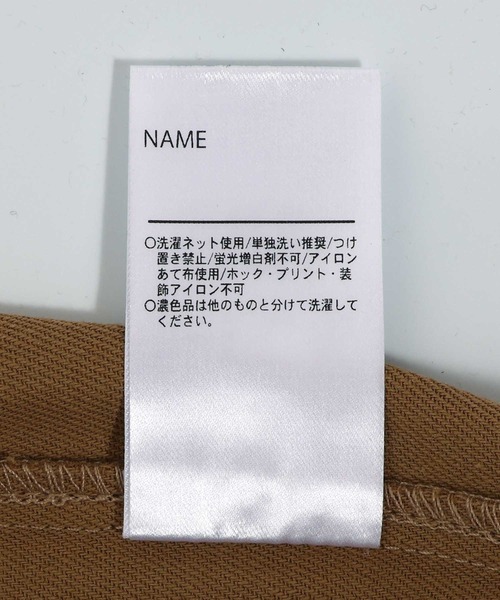 NAME
○洗濯ネット使用/単独洗い推奨/つけ
置き禁止/蛍光増白剤不可/アイロン
あて布使用/ホック・プリント・装
飾アイロン不可
○濃色品は他のものと分けて洗濯して
ください。